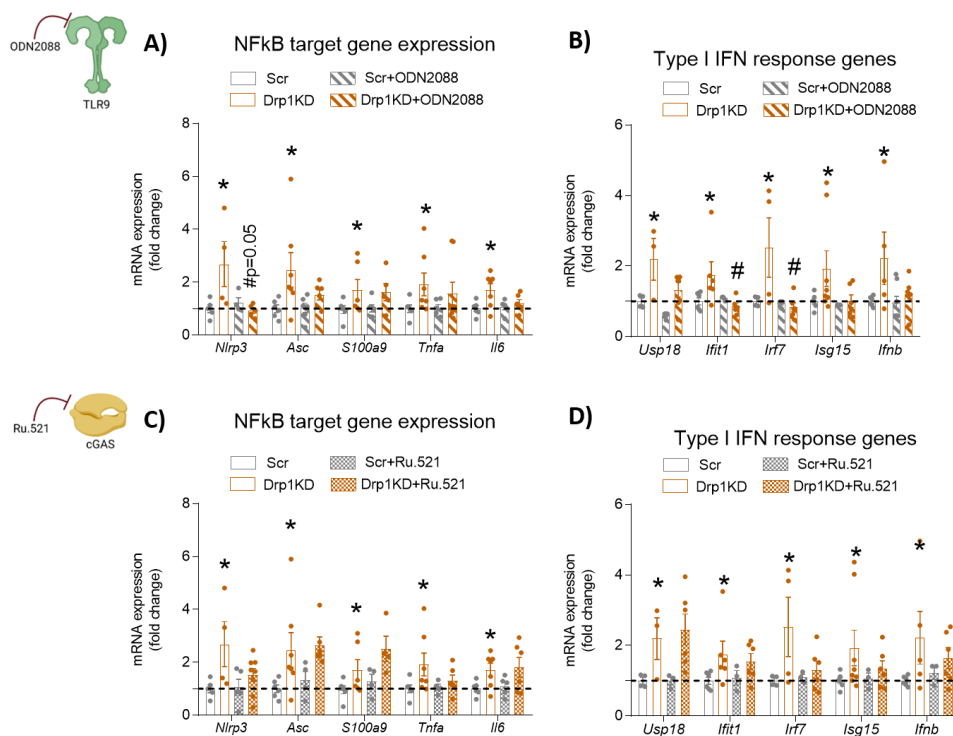 ODN2088
TLR9
A)
NFkB target gene expression
Scr
Scr+ODN2088
Drp1KD
Drp1KD+ODN2088
mRNA expression
(fold change)
8
6
4
2
0
*
*
*
*
*
#p=0.05
Nlrp3
Asc
S100a9
Tnfa
Il6
B)
Type I IFN response genes
Scr
Scr+ODN2088
Drp1KD
Drp1KD+ODN2088
mRNA expression
(fold change)
6
4
2
0
*
*
#
*
#
*
*
Usp18
Ifit1
Irf7
Isg15
Ifnb
Ru.521
cGAS
C)
NFkB target gene expression
Scr
Scr+Ru.521
Drp1KD
Drp1KD+Ru.521
mRNA expression
(fold change)
8
6
4
2
0
*
*
*
*
*
Nlrp3
Asc
S100a9
Tnfa
Il6
D)
Type I IFN response genes
Scr
Scr+Ru.521
Drp1KD
Drp1KD+Ru.521
mRNA expression
(fold change)
6
4
2
0
*
*
*
*
*
Usp18
Ifit1
Irf7
Isg15
Ifnb